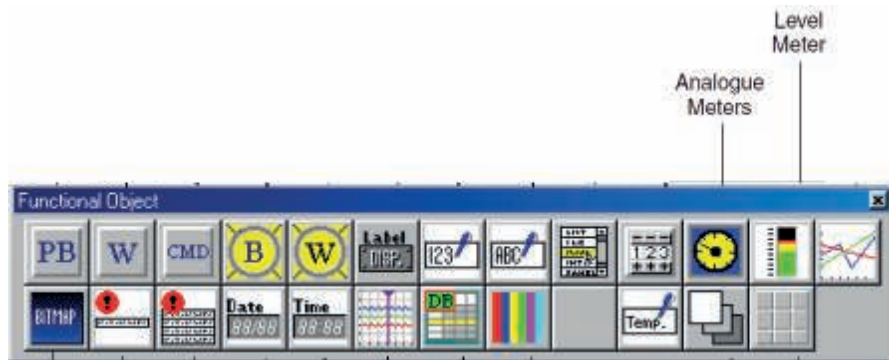 Level
Meter
Analogue
Meters
Functional Object
PB W CMD B W Label DISP. 123 ABC 123
BITMAP Date 88/88 Time 88:88 DB Temp.